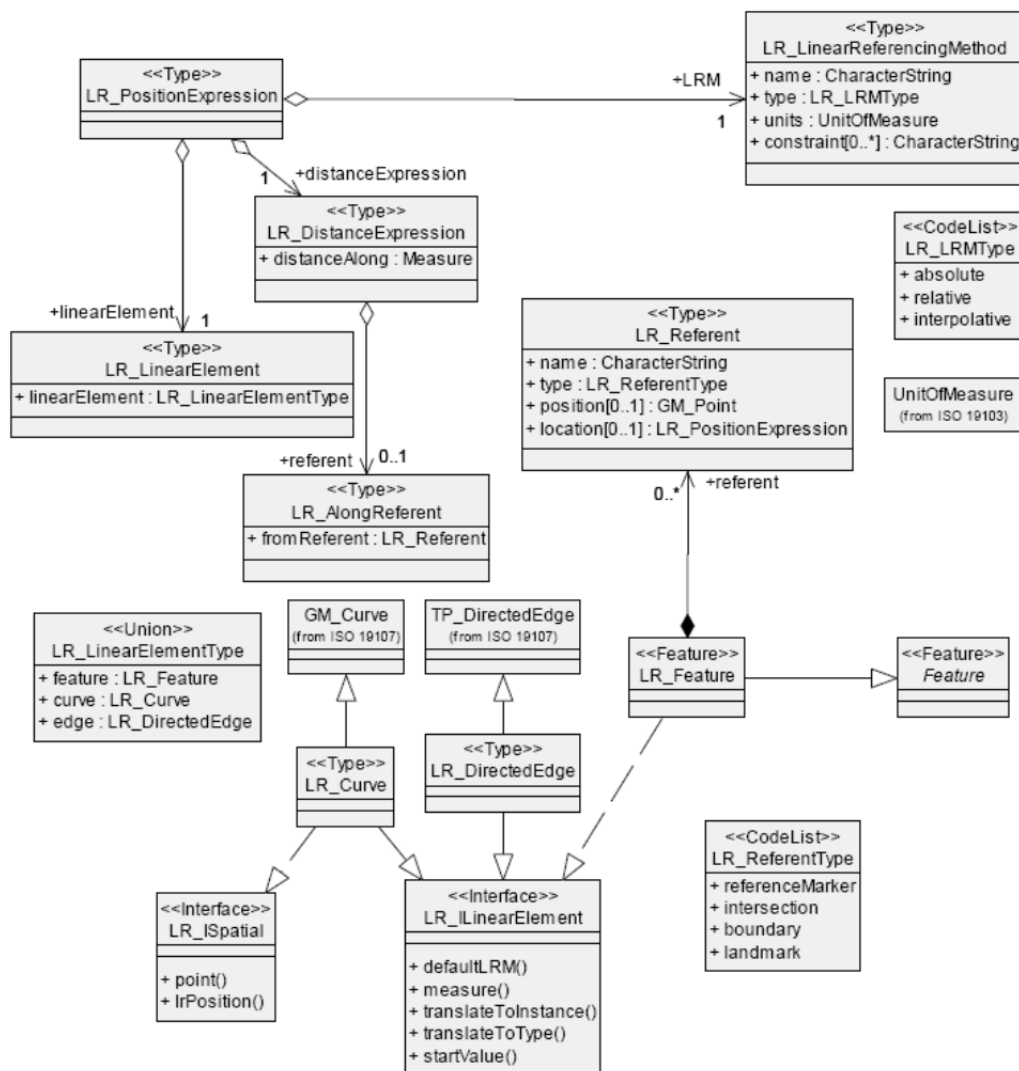 <<Type>>
LR_LinearReferencingMethod
+ name : CharacterString
+ type : LR_LRMType
+ units : UnitOfMeasure
+ constraint[0..*] : CharacterString
<<Type>>
LR_PositionExpression
+LRM
1
1
+distanceExpression
<<Type>>
LR_DistanceExpression
+ distanceAlong : Measure
<<CodeList>>
LR_LRMType
+ absolute
+ relative
+ interpolative
+linearElement
1
<<Type>>
LR_LinearElement
+ linearElement : LR_LinearElementType
<<Type>>
LR_Referent
+ name : CharacterString
+ type : LR_ReferentType
+ position[0..1] : GM_Point
+ location[0..1] : LR_PositionExpression
UnitOfMeasure
(from ISO 19103)
+referent
0..1
<<Type>>
LR_AlongReferent
+ fromReferent : LR_Referent
0..*
+referent
<<Union>>
LR_LinearElementType
+ feature : LR_Feature
+ curve : LR_Curve
+ edge : LR_DirectedEdge
GM_Curve
(from ISO 19107)
TP_DirectedEdge
(from ISO 19107)
<<Feature>>
LR_Feature
<<Feature>>
Feature
<<Type>>
LR_Curve
<<Type>>
LR_DirectedEdge
<<CodeList>>
LR_ReferentType
+ referenceMarker
+ intersection
+ boundary
+ landmark
<<Interface>>
LR_ISpatial
+ point()
+ lrPosition()
<<Interface>>
LR_ILinearElement
+ defaultLRM()
+ measure()
+ translateToInstance()
+ translateToType()
+ startValue()